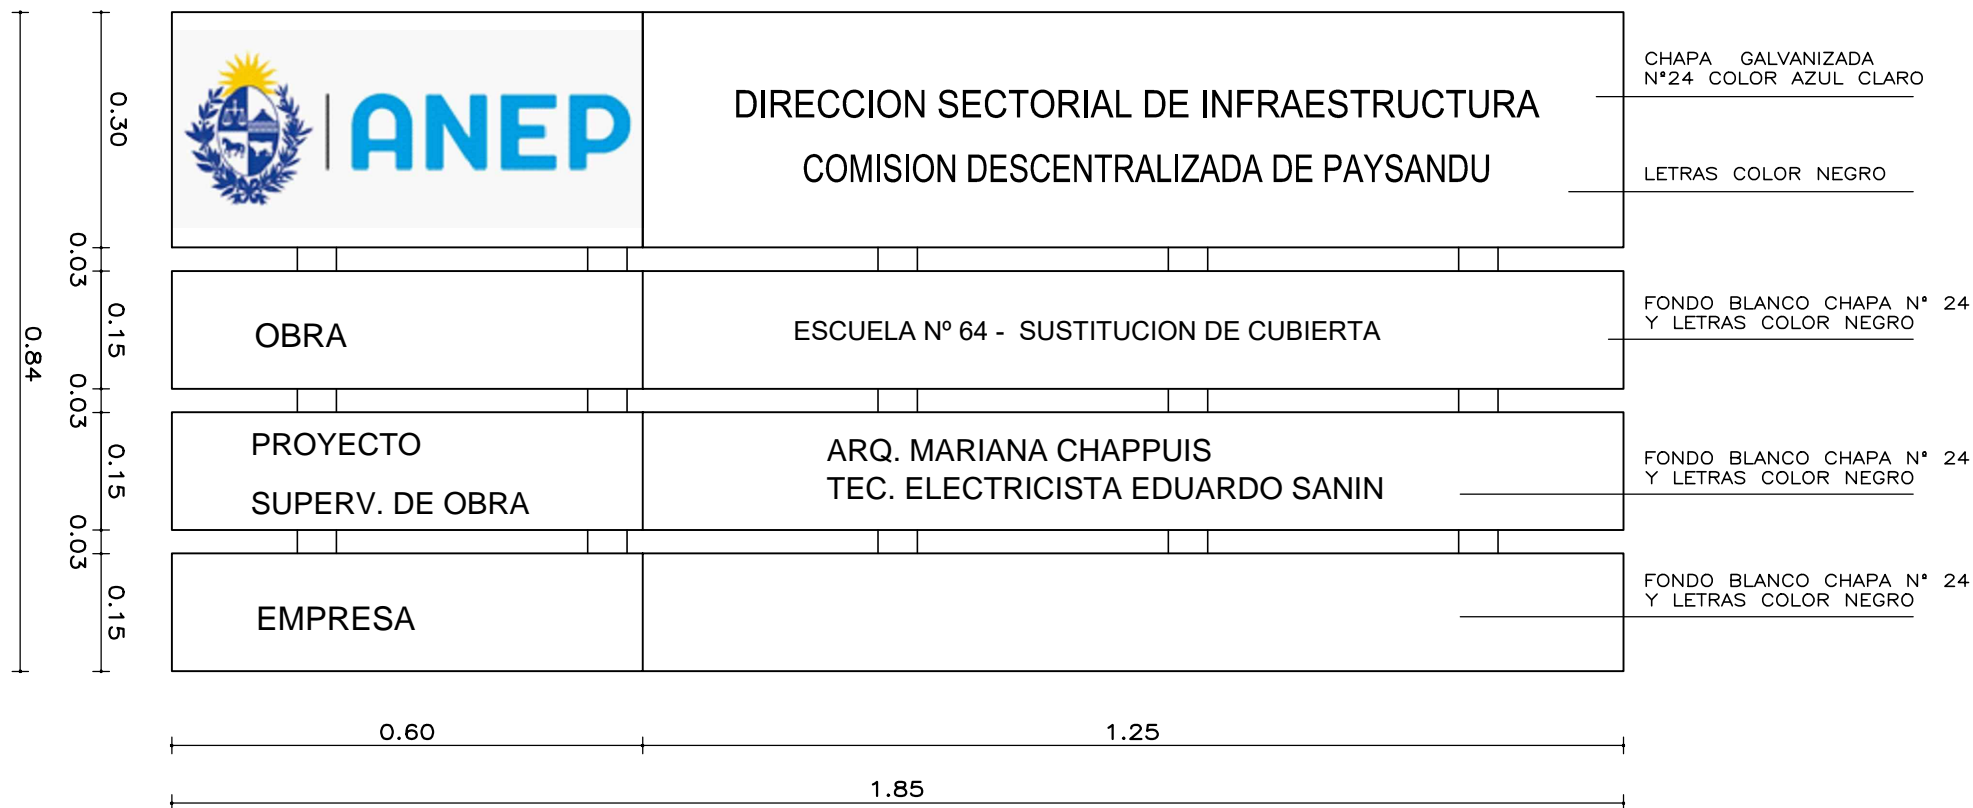 ANEP
DIRECCION SECTORIAL DE INFRAESTRUCTURA
COMISION DESCENTRALIZADA DE PAYSANDU
CHAPA GALVANIZADA
Nº24 COLOR AZUL CLARO
LETRAS COLOR NEGRO
0.30
0.03
OBRA
ESCUELA Nº 64 - SUSTITUCION DE CUBIERTA
FONDO BLANCO CHAPA Nº 24
Y LETRAS COLOR NEGRO
0.15
0.84
0.03
PROYECTO
SUPERV. DE OBRA
ARQ. MARIANA CHAPPUIS
TEC. ELECTRICISTA EDUARDO SANIN
FONDO BLANCO CHAPA Nº 24
Y LETRAS COLOR NEGRO
0.15
0.03
EMPRESA
FONDO BLANCO CHAPA Nº 24
Y LETRAS COLOR NEGRO
0.15
0.60
1.25
1.85